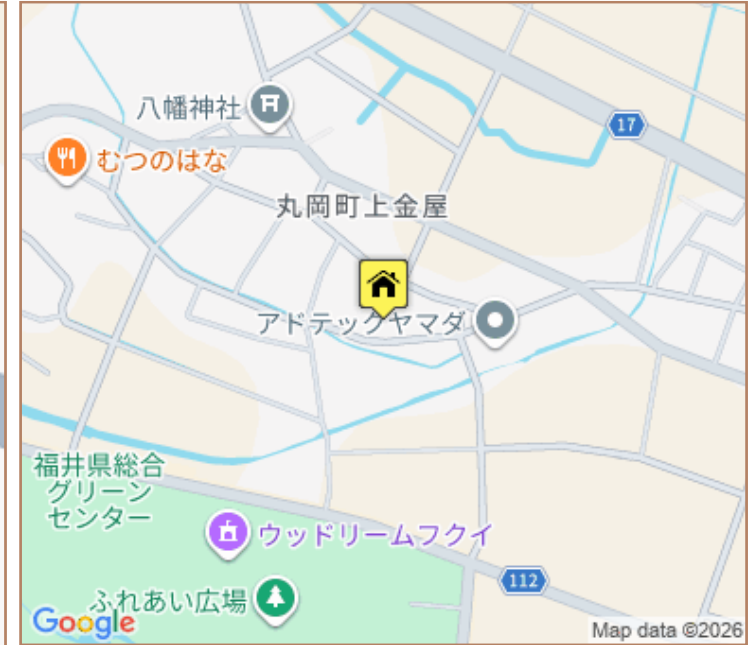 八幡神社
17
むつのはな
丸岡町上金屋
アドテックヤマダ
福井県総合
グリーン
センター
ウッドリームフクイ
112
ふれあい広場
Google
Map data ©2026